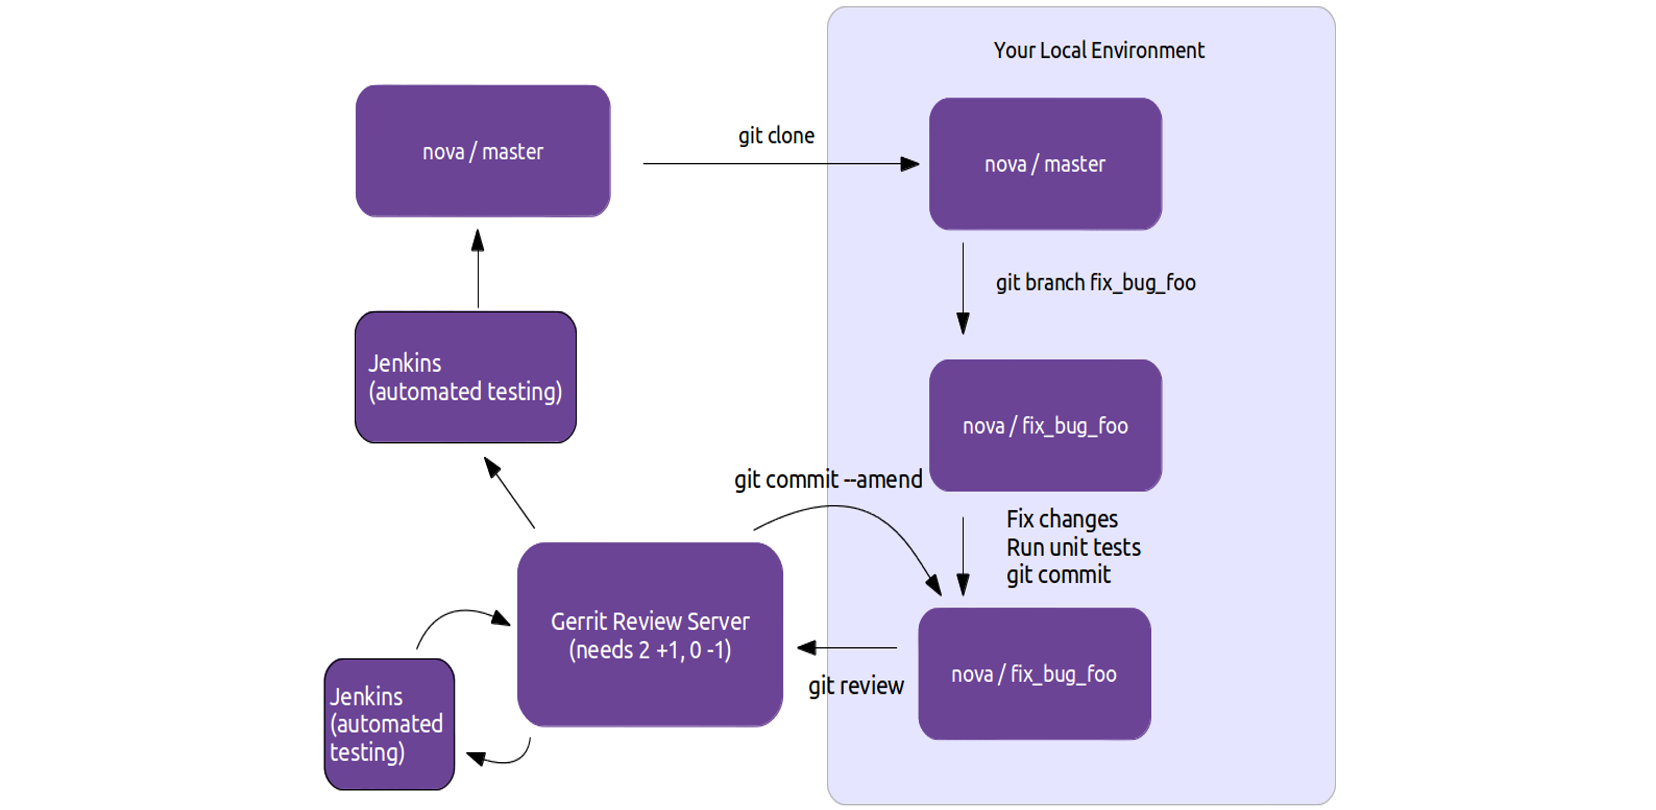 Your Local Environment
nova / master
git clone
nova / master
git branch fix_bug_foo
Jenkins
(automated testing)
nova / fix_bug_foo
git commit --amend
Fix changes
Run unit tests
git commit
Gerrit Review Server
(needs 2 +1, 0 -1)
git review
nova / fix_bug_foo
Jenkins
(automated
testing)